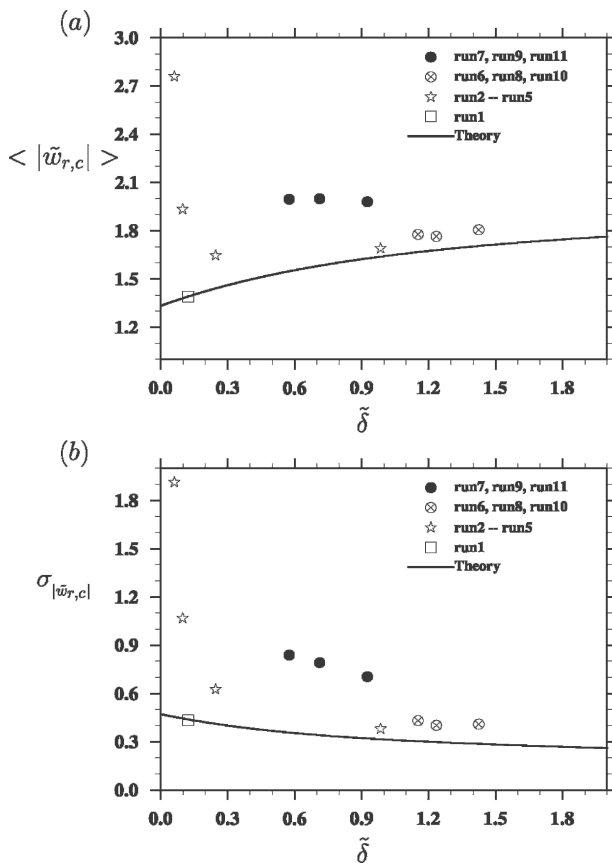 (a)
3.0
2.7
2.4
2.1
1.8
1.5
1.2
< |w̃r,c| >
run7, run9, run11
run6, run8, run10
run2 -- run5
run1
Theory
0.0 0.3 0.6 0.9 1.2 1.5 1.8
δ̃
(b)
1.8
1.5
1.2
0.9
0.6
0.3
0.0
σ|w̃r,c|
run7, run9, run11
run6, run8, run10
run2 -- run5
run1
Theory
0.0 0.3 0.6 0.9 1.2 1.5 1.8
δ̃